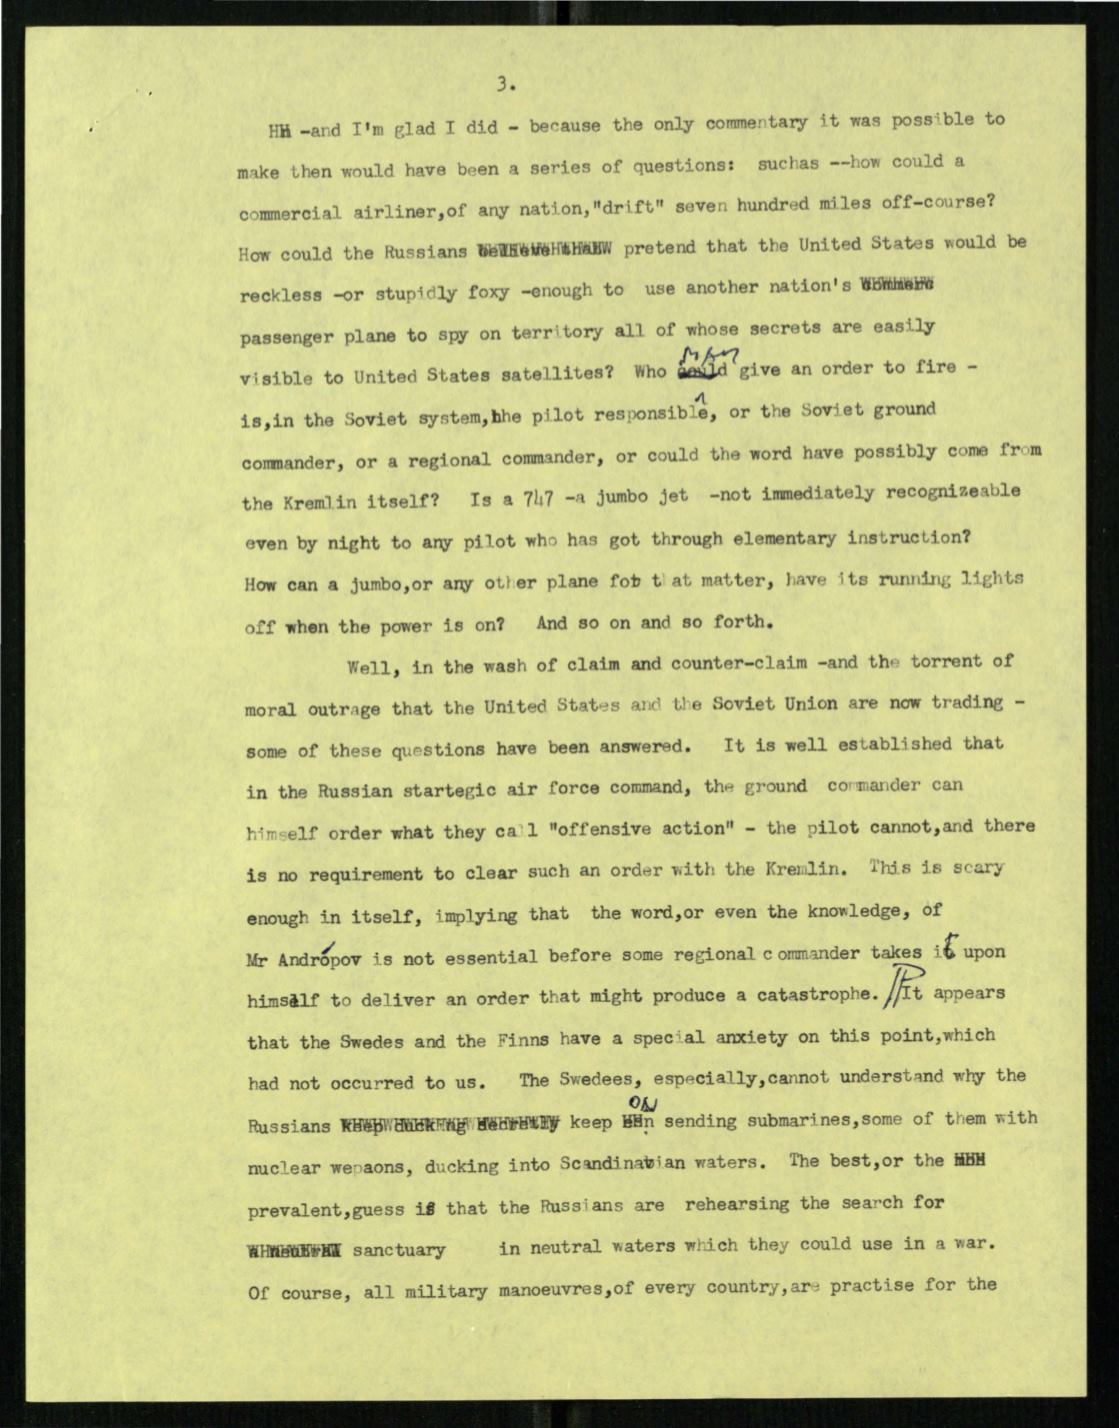 3.
-and I'm glad I did - because the only commentary it was possible to
make then would have been a series of questions: suchas --how could a
commercial airliner,of any nation,"drift" seven hundred miles off-course?
How could the Russians pretend that the United States would be
reckless -or stupidly foxy -enough to use another nation's
passenger plane to spy on territory all of whose secrets are easily
visible to United States satellites? Who can give an order to fire -
is,in the Soviet system,the pilot responsible, or the Soviet ground
commander, or a regional commander, or could the word have possibly come from
the Kremlin itself? Is a 747 -a jumbo jet -not immediately recognizeable
even by night to any pilot who has got through elementary instruction?
How can a jumbo,or any other plane for that matter, have its running lights
off when the power is on? And so on and so forth.
Well, in the wash of claim and counter-claim -and the torrent of
moral outrage that the United States and the Soviet Union are now trading -
some of these questions have been answered. It is well established that
in the Russian startegic air force command, the ground commander can
himself order what they call "offensive action" - the pilot cannot,and there
is no requirement to clear such an order with the Kremlin. This is scary
enough in itself, implying that the word,or even the knowledge, of
Mr Andrópov is not essential before some regional commander takes it upon
himself to deliver an order that might produce a catastrophe. //P It appears
that the Swedes and the Finns have a special anxiety on this point,which
had not occurred to us. The Swedees, especially,cannot understand why the
Russians keep ON sending submarines,some of them with
nuclear wepaons, ducking into Scandinavian waters. The best,or the
prevalent,guess is that the Russians are rehearsing the search for
sanctuary in neutral waters which they could use in a war.
Of course, all military manoeuvres,of every country,are practise for the